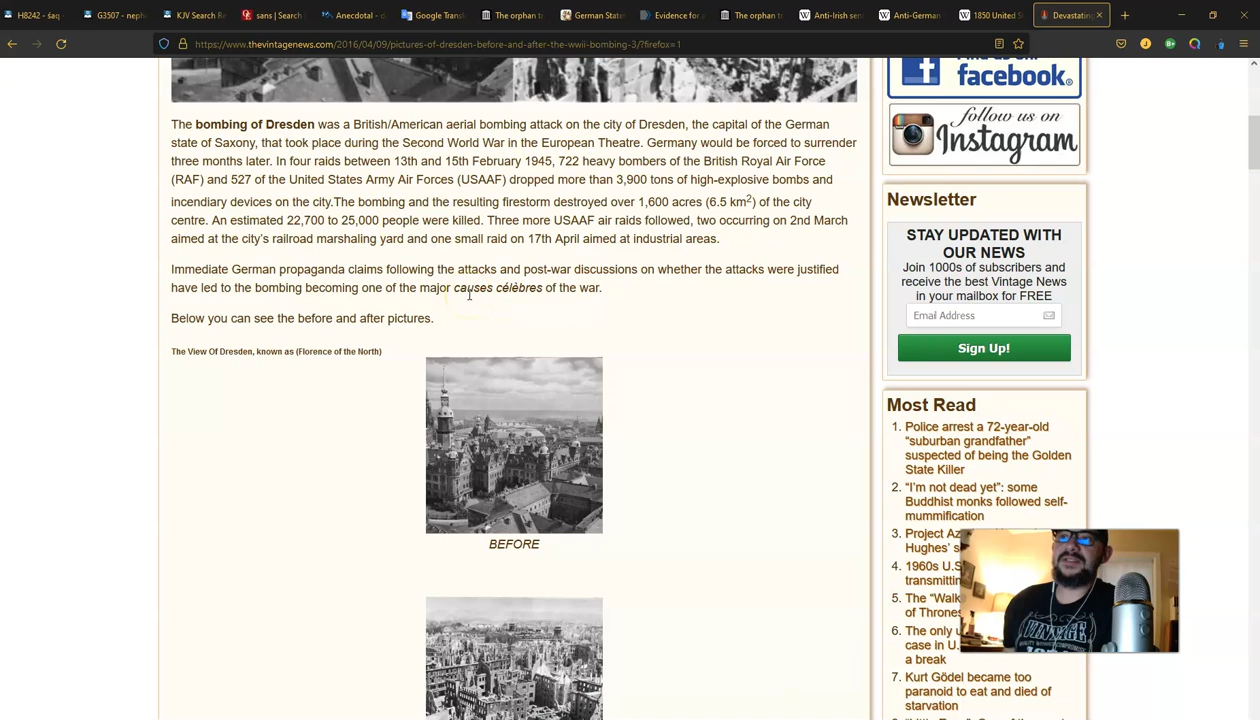 H8242 - saq
G3507 - neph
KJV Search Re
sans | Search
Anecdotal - d
Google Trans
The orphan tr
German State
Evidence for
The orphan tr
Anti-Irish sen
Anti-German
1850 United S
Devastating
https://www.thevintagenews.com/2016/04/09/pictures-of-dresden-before-and-after-the-wwii-bombing-3/?firefox=1
The bombing of Dresden was a British/American aerial bombing attack on the city of Dresden, the capital of the German
state of Saxony, that took place during the Second World War in the European Theatre. Germany would be forced to surrender
three months later. In four raids between 13th and 15th February 1945, 722 heavy bombers of the British Royal Air Force
(RAF) and 527 of the United States Army Air Forces (USAAF) dropped more than 3,900 tons of high-explosive bombs and
incendiary devices on the city.The bombing and the resulting firestorm destroyed over 1,600 acres (6.5 km2) of the city
centre. An estimated 22,700 to 25,000 people were killed. Three more USAAF air raids followed, two occurring on 2nd March
aimed at the city's railroad marshaling yard and one small raid on 17th April aimed at industrial areas.
Immediate German propaganda claims following the attacks and post-war discussions on whether the attacks were justified
have led to the bombing becoming one of the major causes célèbres of the war.
Below you can see the before and after pictures.
The View Of Dresden, known as (Florence of the North)
BEFORE
facebook
follow us on
Instagram
Newsletter
STAY UPDATED WITH
OUR NEWS
Join 1000s of subscribers and
receive the best Vintage News
in your mailbox for FREE
Email Address
Sign Up!
Most Read
1. Police arrest a 72-year-old
"suburban grandfather"
suspected of being the Golden
State Killer
2. "I'm not dead yet": some
Buddhist monks followed self-
mummification
3. Project Az
Hughes' s
4. 1960s U.S
transmittin
5. The "Walk
of Thrones
6. The only u
case in U.
a break
7. Kurt Gödel became too
paranoid to eat and died of
starvation
VINTAGE